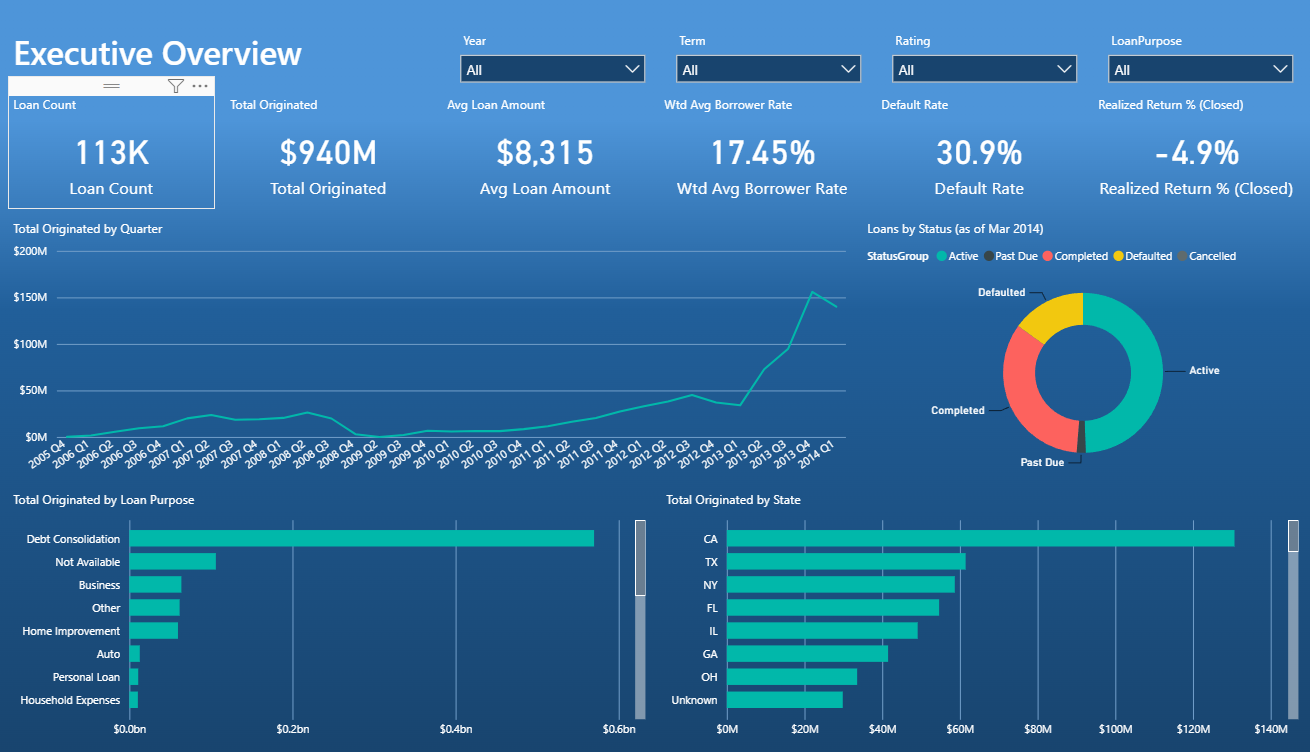 Executive Overview
Year
Term
Rating
LoanPurpose
All
All
All
All
Loan Count
Total Originated
Avg Loan Amount
Wtd Avg Borrower Rate
Default Rate
Realized Return % (Closed)
113K
$940M
$8,315
17.45%
30.9%
-4.9%
Loan Count
Total Originated
Avg Loan Amount
Wtd Avg Borrower Rate
Default Rate
Realized Return % (Closed)
Total Originated by Quarter
$200M
$150M
$100M
$50M
$0M
2005 Q4
2006 Q1
2006 Q2
2006 Q3
2006 Q4
2007 Q1
2007 Q2
2007 Q3
2007 Q4
2008 Q1
2008 Q2
2008 Q3
2008 Q4
2009 Q2
2009 Q3
2009 Q4
2010 Q1
2010 Q2
2010 Q3
2010 Q4
2011 Q1
2011 Q2
2011 Q3
2011 Q4
2012 Q1
2012 Q2
2012 Q3
2012 Q4
2013 Q1
2013 Q2
2013 Q3
2013 Q4
2014 Q1
Loans by Status (as of Mar 2014)
StatusGroup Active Past Due Completed Defaulted Cancelled
Defaulted
Active
Completed
Past Due
Total Originated by Loan Purpose
Debt Consolidation
Not Available
Business
Other
Home Improvement
Auto
Personal Loan
Household Expenses
$0.0bn $0.2bn $0.4bn $0.6bn
Total Originated by State
CA
TX
NY
FL
IL
GA
OH
Unknown
$0M $20M $40M $60M $80M $100M $120M $140M